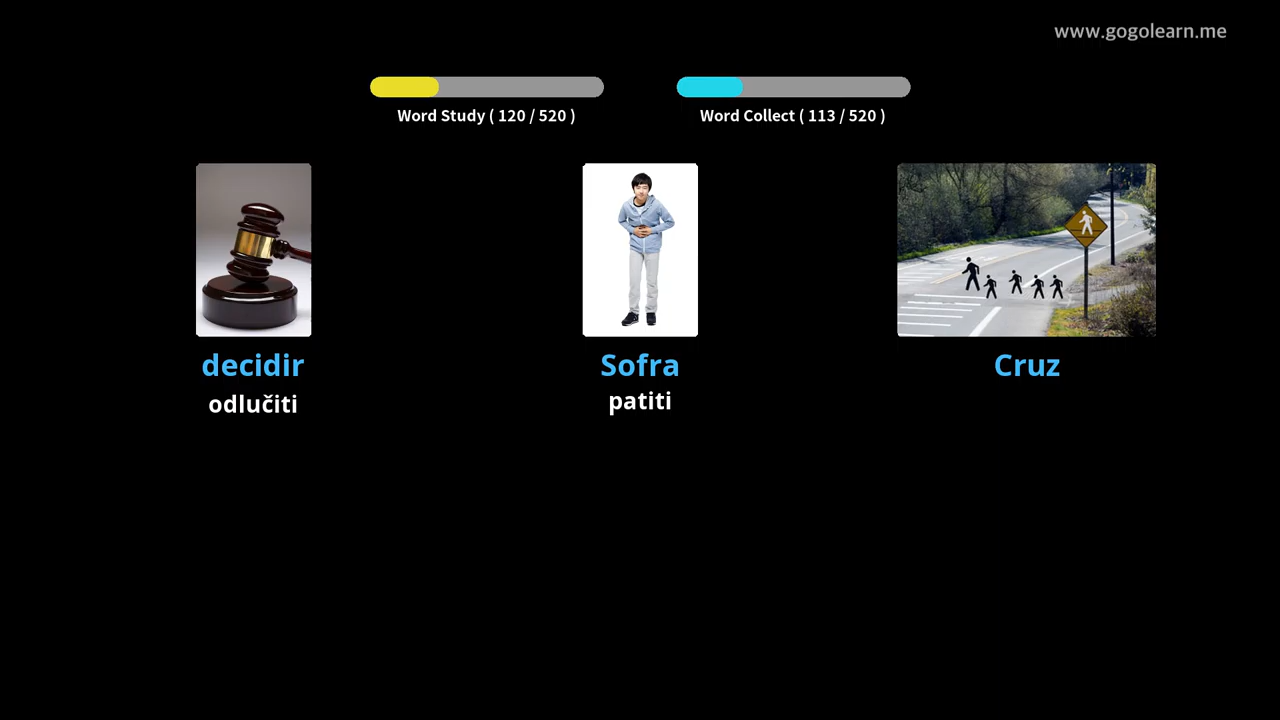 www.gogolearn.me
Word Study ( 120 / 520 )
Word Collect ( 113 / 520 )
decidir
odlučiti
Sofra
patiti
Cruz